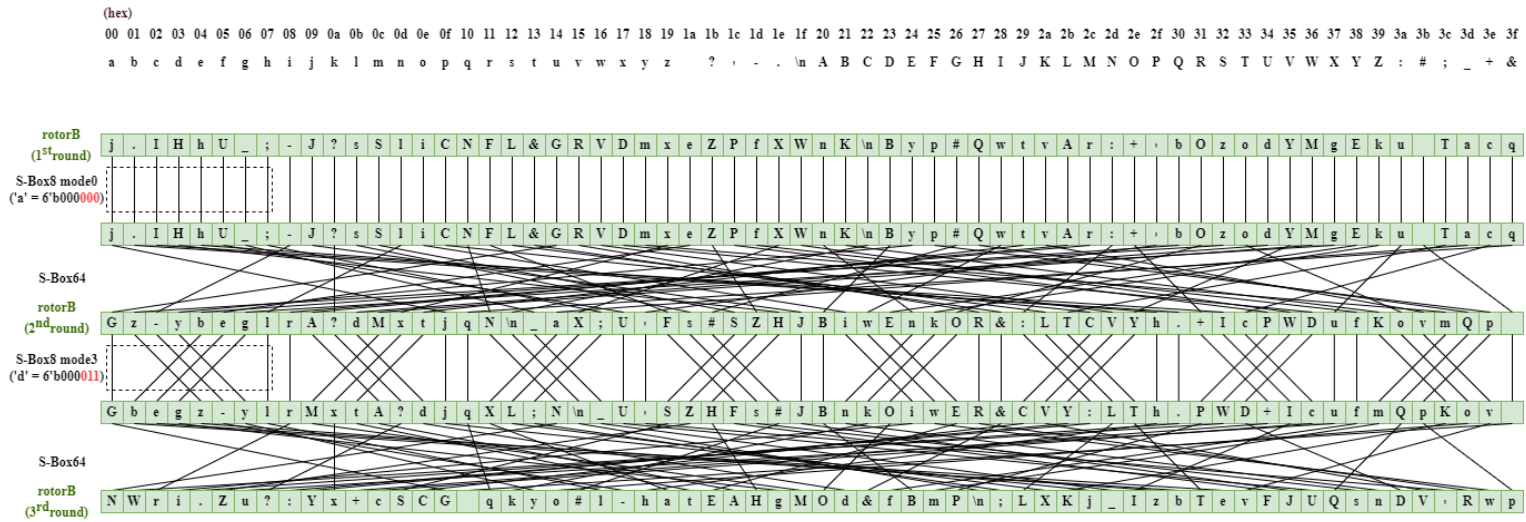 (hex)
00 01 02 03 04 05 06 07 08 09 0a 0b 0c 0d 0e 0f 10 11 12 13 14 15 16 17 18 19 1a 1b 1c 1d 1e 1f 20 21 22 23 24 25 26 27 28 29 2a 2b 2c 2d 2e 2f 30 31 32 33 34 35 36 37 38 39 3a 3b 3c 3d 3e 3f
a b c d e f g h i j k l m n o p q r s t u v w x y z ? , - . \n A B C D E F G H I J K L M N O P Q R S T U V W X Y Z : # ; _ + &
rotorB
(1st round)
j . I H h U _ ; - J ? s S l i C N F L & G R V D m x e Z P f X W n K \n B y p # Q w t v A r : + , b O z o d Y M g E k u T a c q
S-Box8 mode0
('a' = 6'b000000)
j . I H h U _ ; - J ? s S l i C N F L & G R V D m x e Z P f X W n K \n B y p # Q w t v A r : + , b O z o d Y M g E k u T a c q
S-Box64
rotorB
(2nd round)
G z - y b e g l r A ? d M x t j q N \n _ a X ; U , F s # S Z H J B i w E n k O R & : L T C V Y h . + I c P W D u f K o v m Q p
S-Box8 mode3
('d' = 6'b000011)
G b e g z - y l r M x t A ? d j q X L ; N \n _ U , S Z H F s # J B n k O i w E R & C V Y : L T h . P W D + I c u f m Q p K o v
S-Box64
rotorB
(3rd round)
N W r i . Z u ? : Y x + c S C G q k y o # l - h a t E A H g M O d & f B m P \n ; L X K j _ I z b T e v F J U Q s n D V , R w p